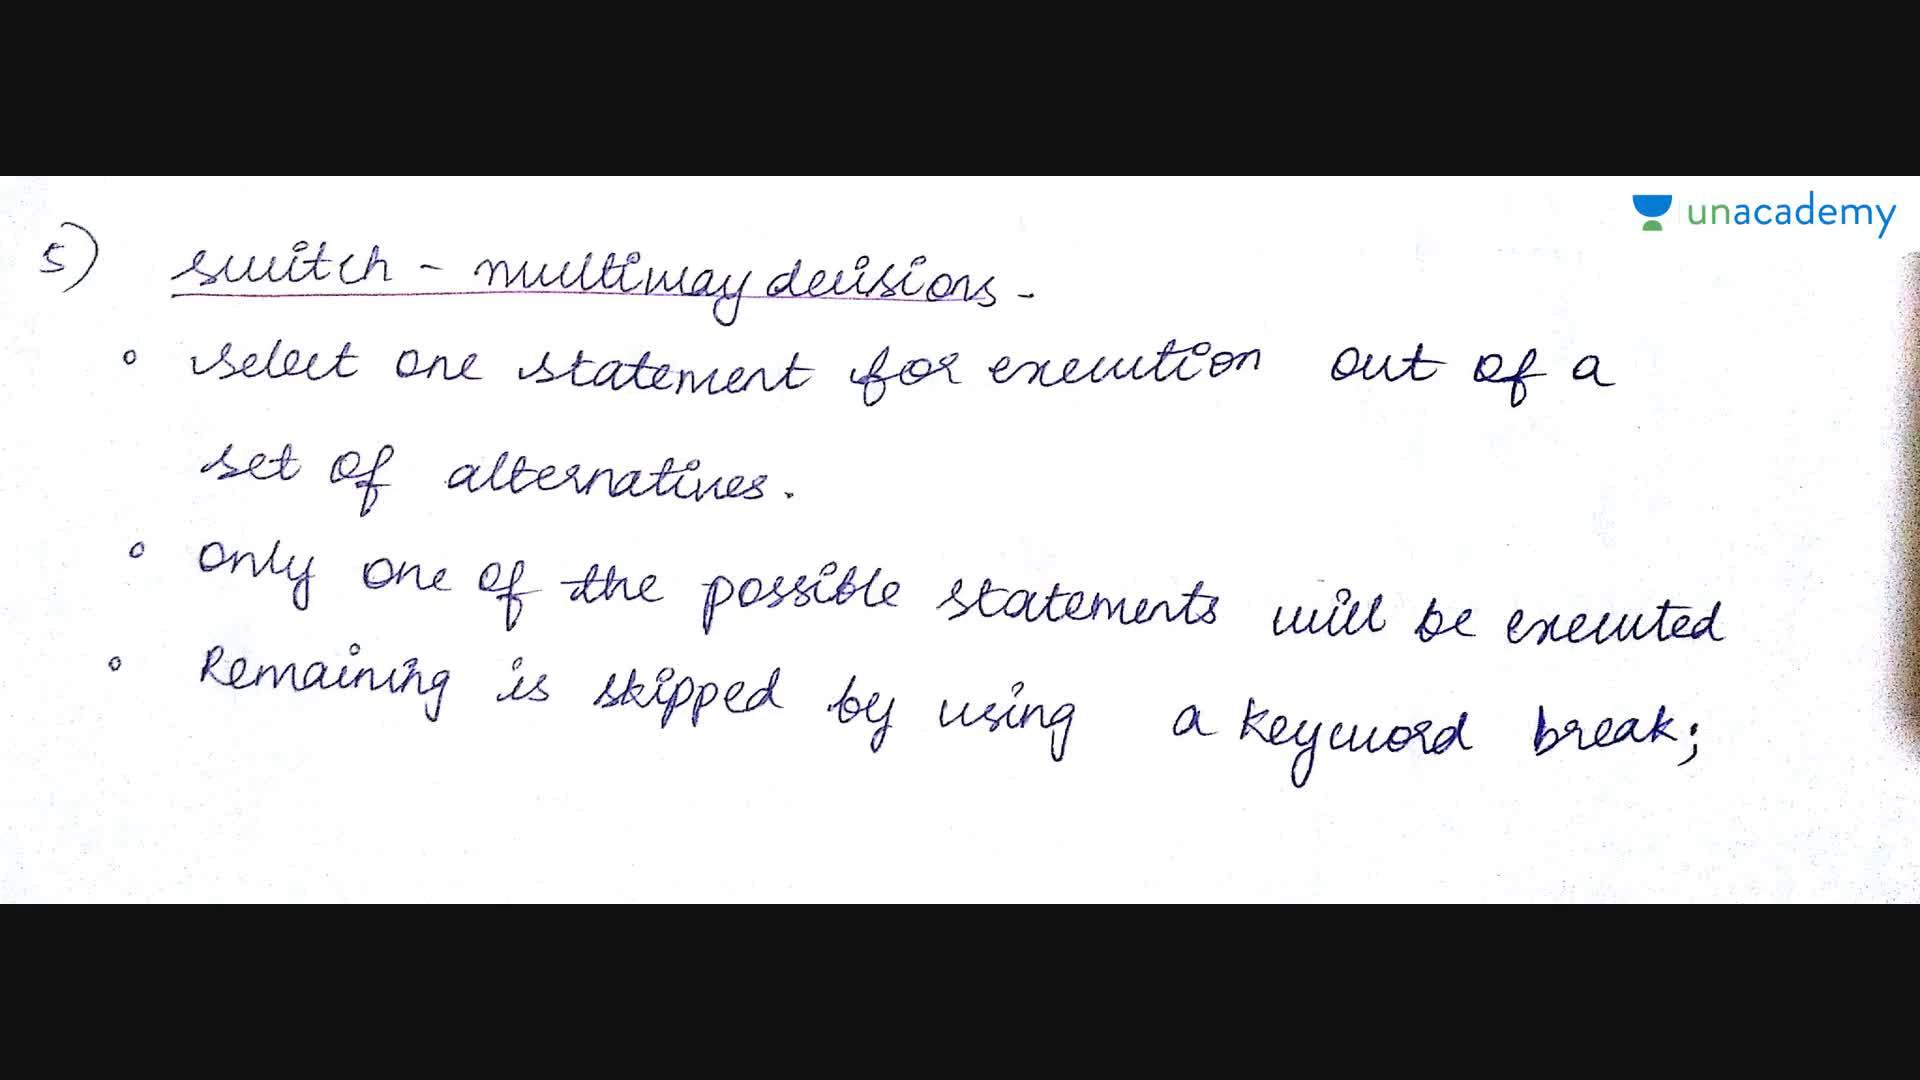 unacademy
5) switch - multiway decisions -
• select one statement for execution out of a
set of alternatives.
• only one of the possible statements will be executed
• Remaining is skipped by using a keyword break;